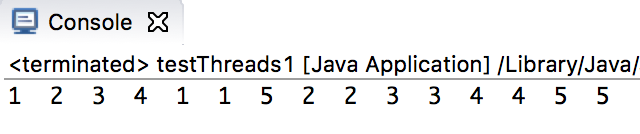 Console
<terminated> testThreads1 [Java Application] /Library/Java/
1 2 3 4 1 1 5 2 2 3 3 4 4 5 5